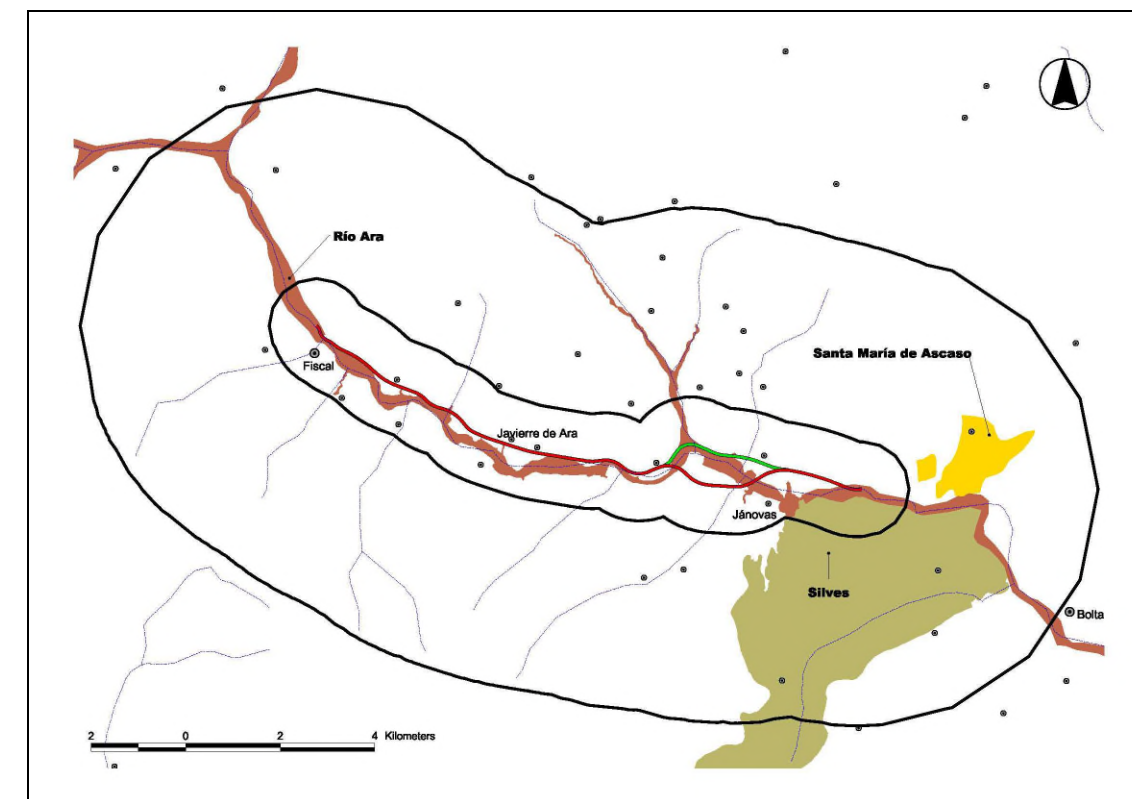 Río Ara
Fiscal
Santa María de Ascaso
Javierre de Ara
Jánovas
Silves
Bolta
2 0 2 4 Kilometers